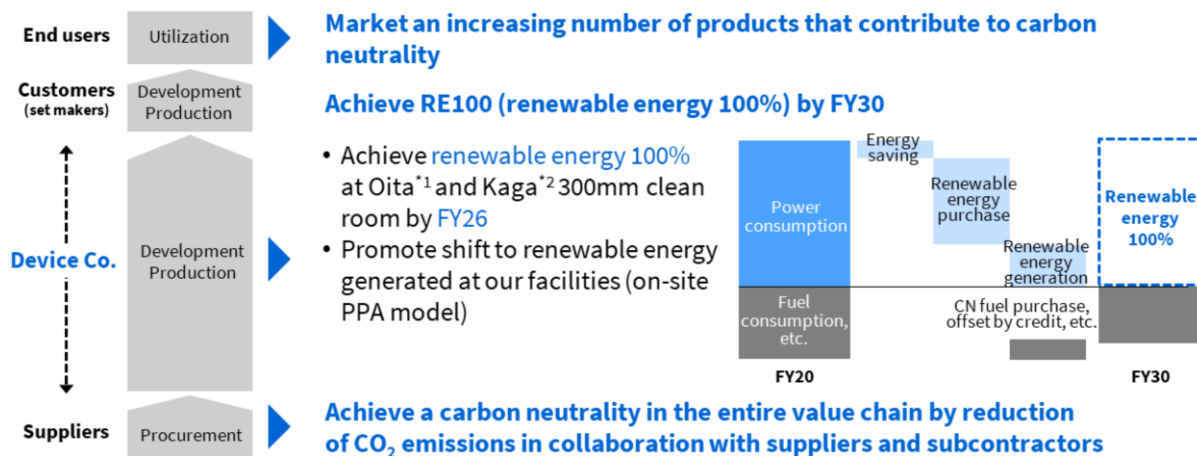 End users
Utilization
Market an increasing number of products that contribute to carbon
neutrality
Customers
(set makers)
Development
Production
Achieve RE100 (renewable energy 100%) by FY30
Device Co.
Development
Production
• Achieve renewable energy 100%
at Oita*1 and Kaga*2 300mm clean
room by FY26
• Promote shift to renewable energy
generated at our facilities (on-site
PPA model)
Power
consumption
Fuel
consumption,
etc.
FY20
Energy
saving
Renewable
energy
purchase
Renewable
energy
generation
CN fuel purchase,
offset by credit, etc.
Renewable
energy
100%
FY30
Suppliers
Procurement
Achieve a carbon neutrality in the entire value chain by reduction
of CO₂ emissions in collaboration with suppliers and subcontractors